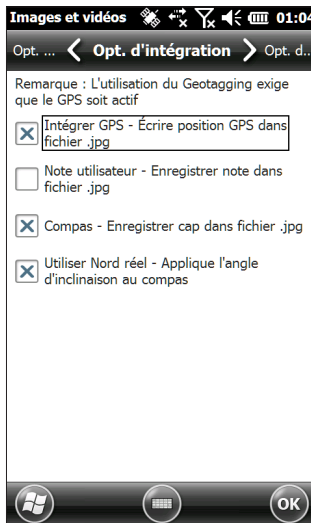 Images et vidéos 01:04
Opt. ... Opt. d'intégration Opt. d...
Remarque : L'utilisation du Geotagging exige
que le GPS soit actif
Intégrer GPS - Écrire position GPS dans
fichier .jpg
Note utilisateur - Enregistrer note dans
fichier .jpg
Compas - Enregistrer cap dans fichier .jpg
Utiliser Nord réel - Applique l'angle
d'inclinaison au compas
OK